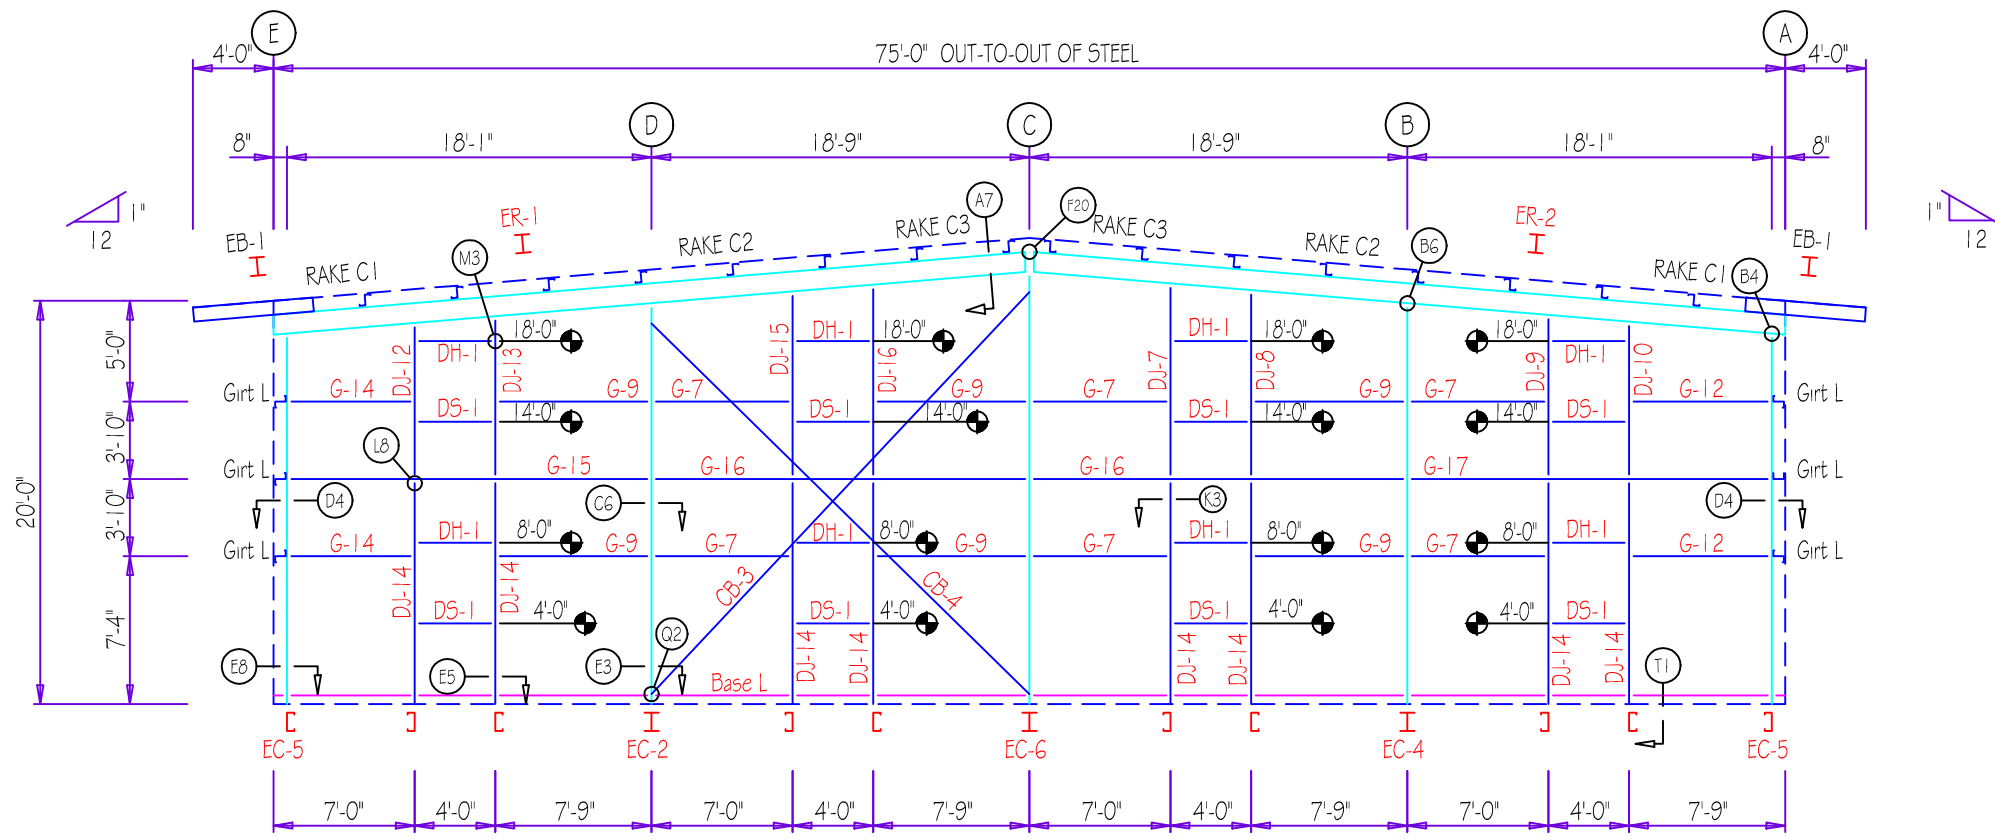 E
A
4'-0"
75'-0" OUT-TO-OUT OF STEEL
4'-0"
D
C
B
8"
18'-1"
18'-9"
18'-9"
18'-1"
8"
1"
12
1"
12
EB-1
ER-1
A7
F20
ER-2
EB-1
M3
B6
B4
RAKE C1
RAKE C2
RAKE C3
RAKE C3
RAKE C2
RAKE C1
20'-0"
5'-0"
3'-10"
3'-10"
7'-4"
DJ-12
DH-1
DJ-13
18'-0"
DJ-15
DH-1
DJ-16
18'-0"
DJ-7
DH-1
DJ-8
18'-0"
18'-0"
DJ-9
DH-1
DJ-10
Girt L
G-14
G-9
G-7
G-9
G-7
G-9
G-7
G-12
Girt L
DS-1
14'-0"
DS-1
14'-0"
DS-1
14'-0"
14'-0"
DS-1
L8
Girt L
G-15
G-16
G-16
G-17
Girt L
D4
C6
K3
D4
DH-1
8'-0"
DH-1
8'-0"
DH-1
8'-0"
8'-0"
DH-1
Girt L
G-14
G-9
G-7
G-9
G-7
G-9
G-7
G-12
Girt L
DJ-14
DJ-14
CB-3
CB-4
DS-1
4'-0"
DS-1
4'-0"
DS-1
4'-0"
4'-0"
DS-1
Q2
DJ-14
DJ-14
DJ-14
DJ-14
DJ-14
DJ-14
E8
E5
E3
T1
Base L
EC-5
EC-2
EC-6
EC-4
EC-5
7'-0"
4'-0"
7'-9"
7'-0"
4'-0"
7'-9"
7'-0"
4'-0"
7'-9"
7'-0"
4'-0"
7'-9"